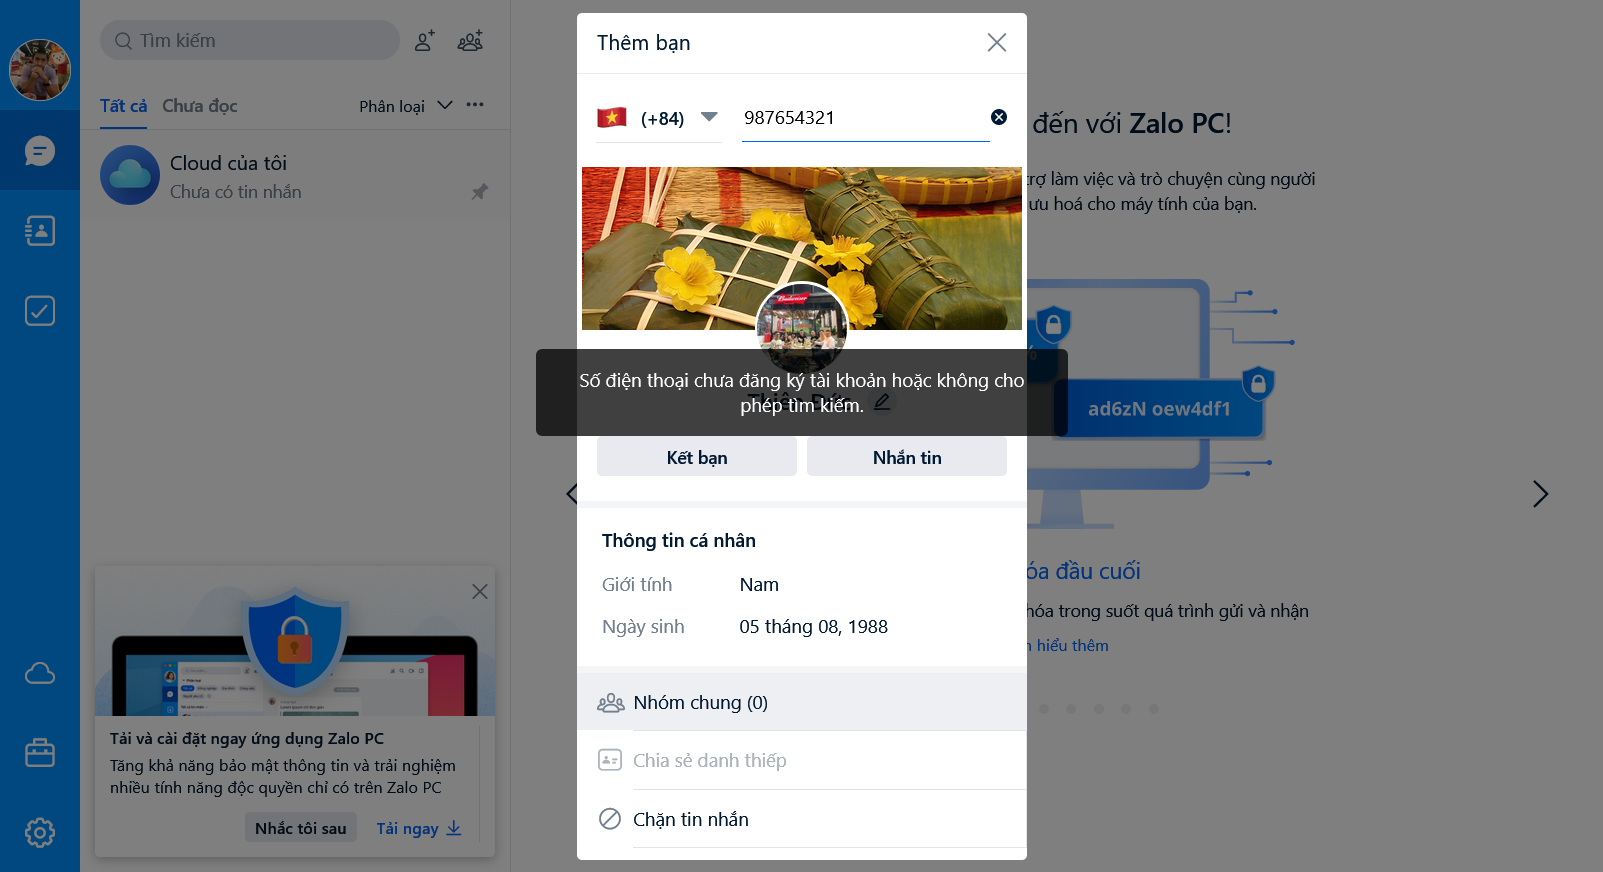 Tìm kiếm
Tất cả
Chưa đọc
Phân loại
Cloud của tôi
Chưa có tin nhắn
Tải và cài đặt ngay ứng dụng Zalo PC
Tăng khả năng bảo mật thông tin và trải nghiệm
nhiều tính năng độc quyền chỉ có trên Zalo PC
Nhắc tôi sau
Tải ngay
Thêm bạn
(+84)
987654321
Số điện thoại chưa đăng ký tài khoản hoặc không cho
phép tìm kiếm.
Kết bạn
Nhắn tin
Thông tin cá nhân
Giới tính
Nam
Ngày sinh
05 tháng 08, 1988
Nhóm chung (0)
Chia sẻ danh thiếp
Chặn tin nhắn
đến với Zalo PC!
trợ làm việc và trò chuyện cùng người
ưu hoá cho máy tính của bạn.
ad6zN oew4df1
óa đầu cuối
hóa trong suốt quá trình gửi và nhận
hiểu thêm